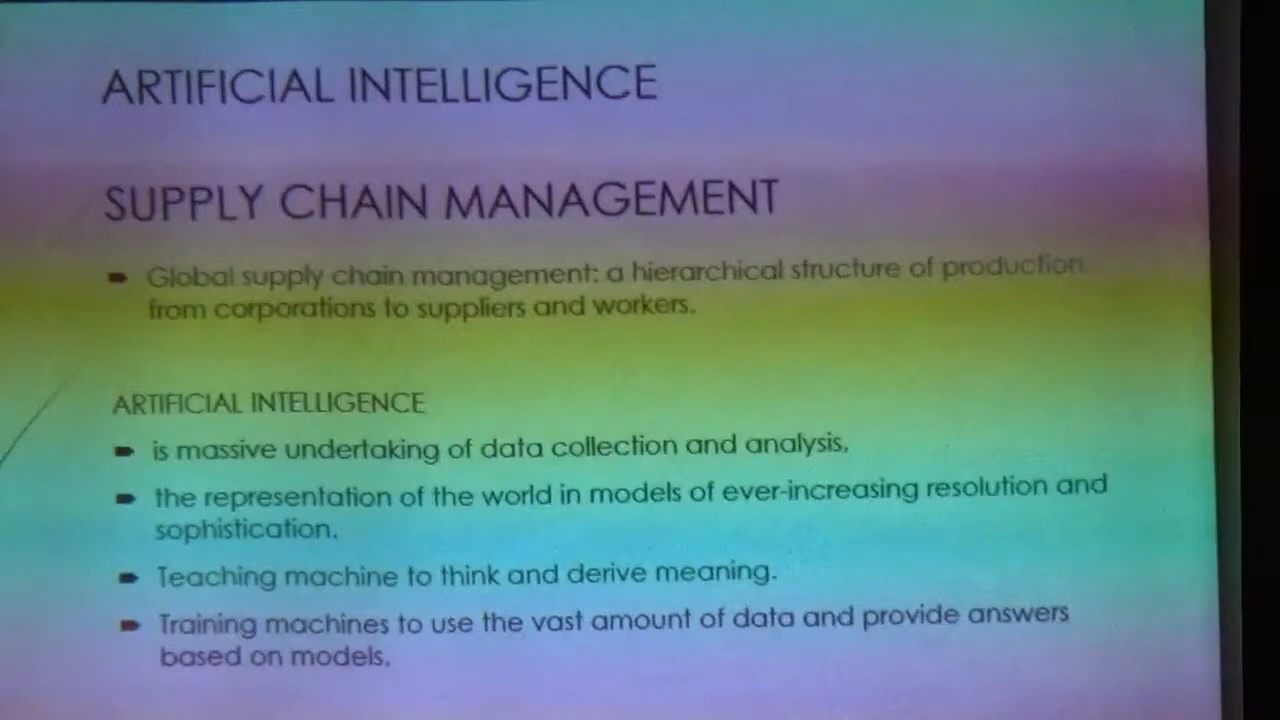 ARTIFICIAL INTELLIGENCE
SUPPLY CHAIN MANAGEMENT
Global supply chain management: a hierarchical structure of production
from corporations to suppliers and workers.
ARTIFICIAL INTELLIGENCE
is massive undertaking of data collection and analysis,
the representation of the world in models of ever-increasing resolution and
sophistication.
Teaching machine to think and derive meaning.
Training machines to use the vast amount of data and provide answers
based on models.